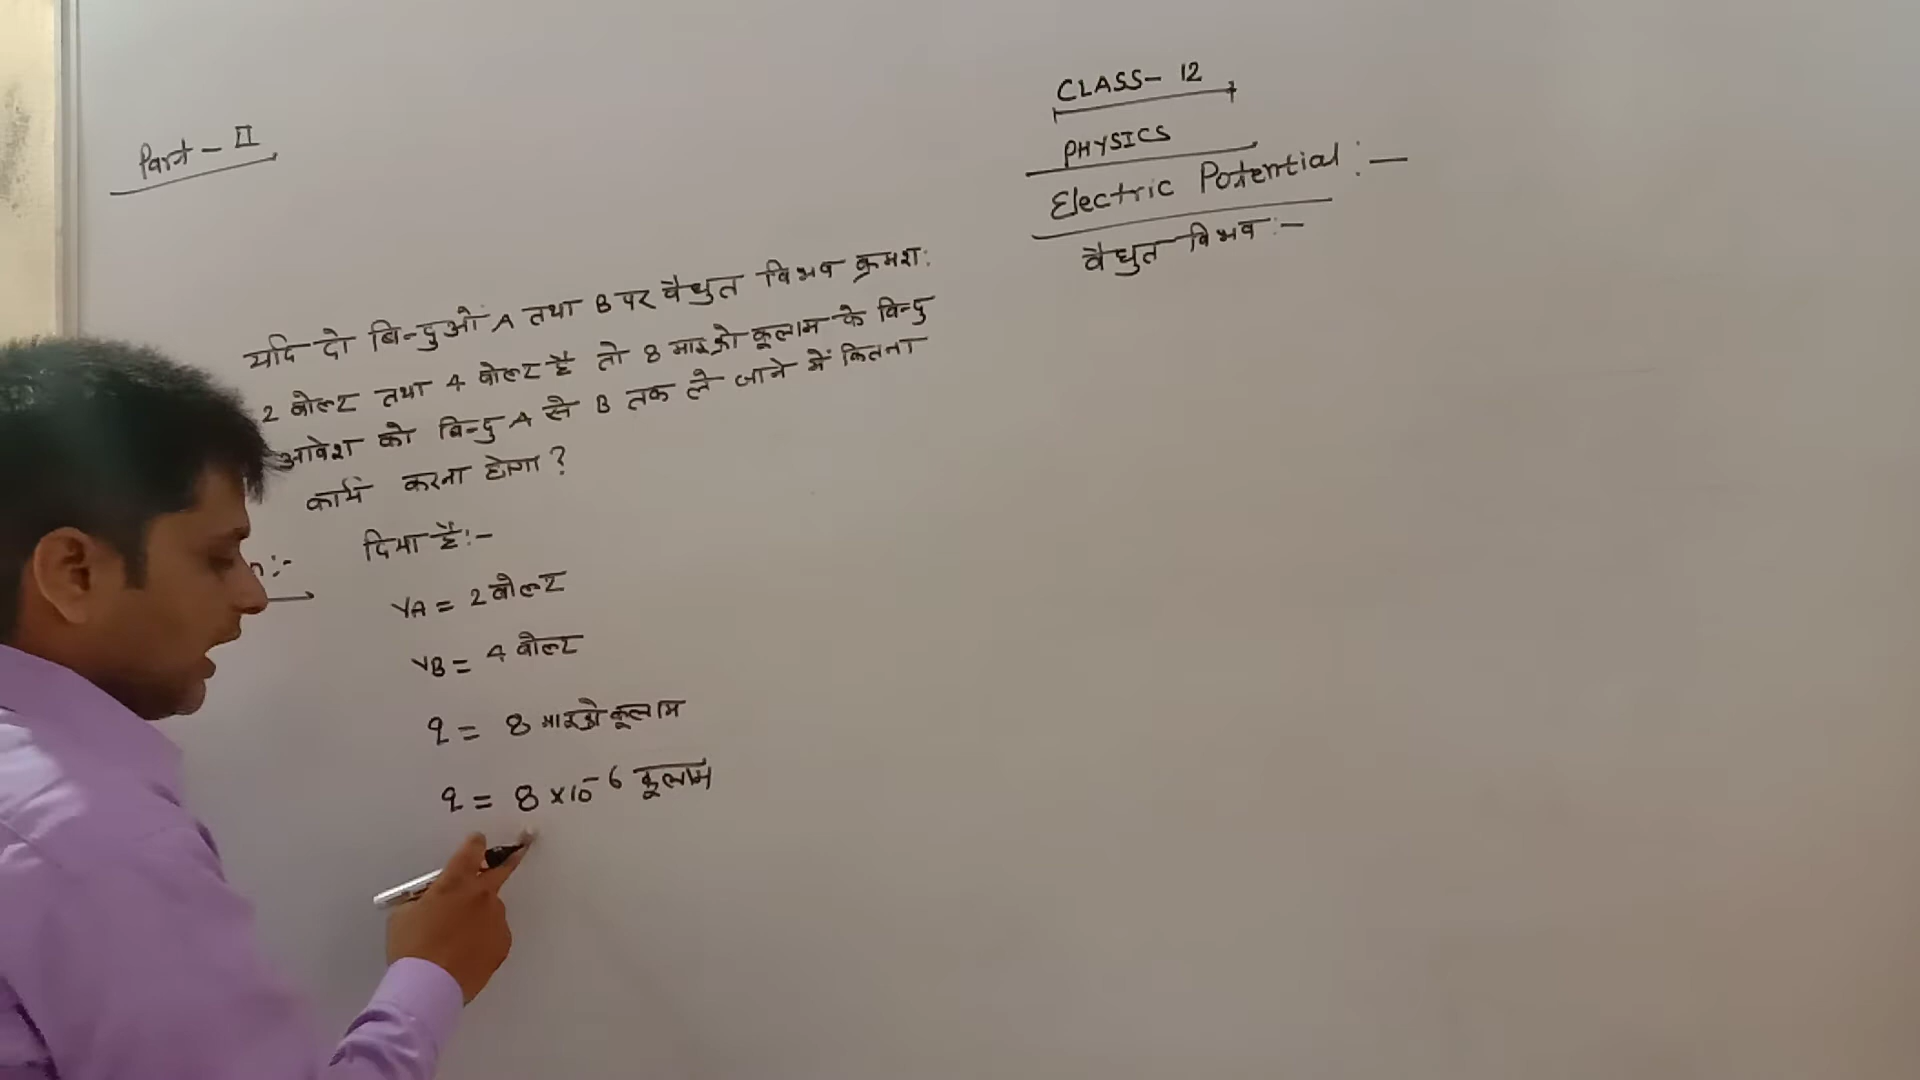 Part - II
CLASS- 12
PHYSICS
Electric Potential :-
वैधुत विभव :-
यदि दो बिन्दुओं A तथा B पर वैधुत विभव क्रमश:
2 वोल्ट तथा 4 वोल्ट है तो 8 माइक्रो कूलाम के बिन्दु
आवेश को बिन्दु A से B तक ले जाने में कितना
कार्य करना होगा ?
n :-
दिया है :-
VA = 2 वोल्ट
VB = 4 वोल्ट
q = 8 माइक्रो कूलाम
q = 8 × 10⁻⁶ कूलाम